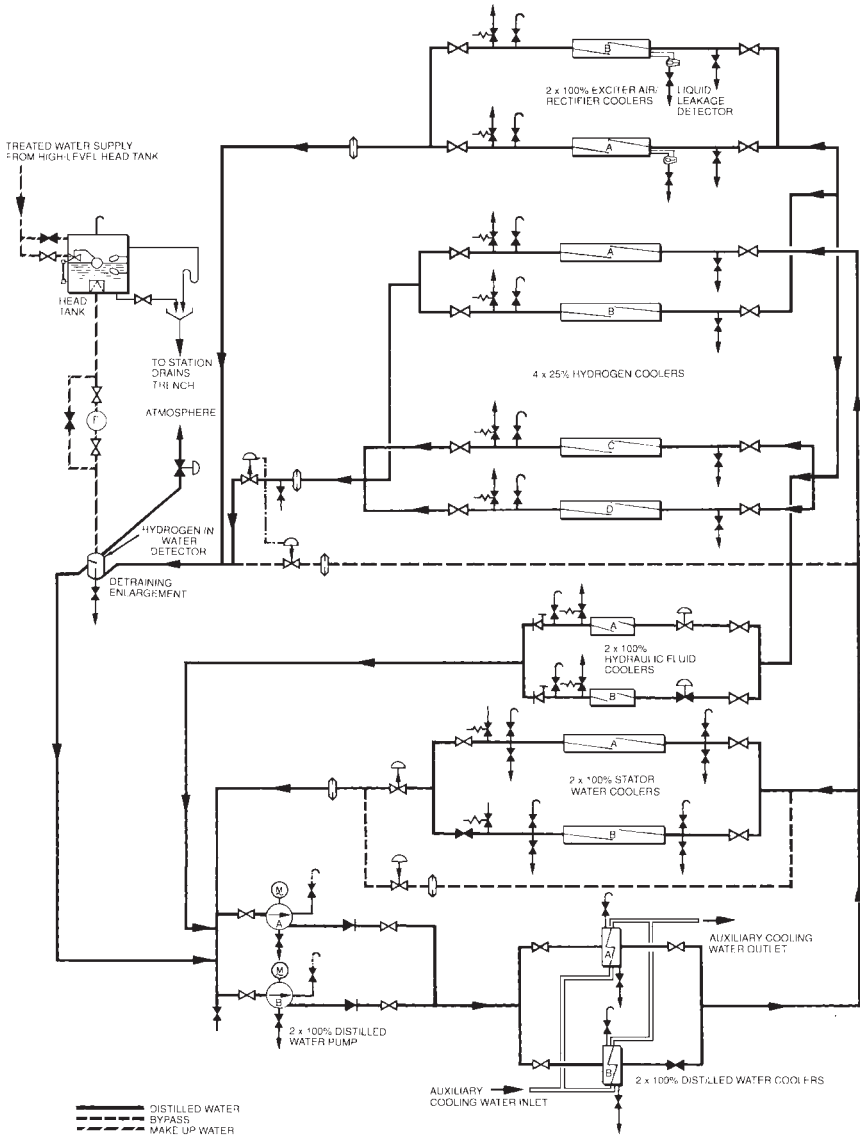 B
2 x 100% EXCITER AIR/
RECTIFIER COOLERS
LIQUID
LEAKAGE
DETECTOR
A
TREATED WATER SUPPLY
FROM HIGH-LEVEL HEAD TANK
HEAD
TANK
TO STATION
DRAINS
TRENCH
A
B
4 x 25% HYDROGEN COOLERS
ATMOSPHERE
F
C
D
HYDROGEN IN
WATER
DETECTOR
DETRAINING
ENLARGEMENT
A
2 x 100%
HYDRAULIC FLUID
COOLERS
B
A
2 x 100% STATOR
WATER COOLERS
B
M
A
M
B
2 x 100% DISTILLED
WATER PUMP
AUXILIARY COOLING
WATER OUTLET
A
B
2 x 100% DISTILLED WATER COOLERS
AUXILIARY
COOLING WATER INLET
DISTILLED WATER
BYPASS
MAKE UP WATER